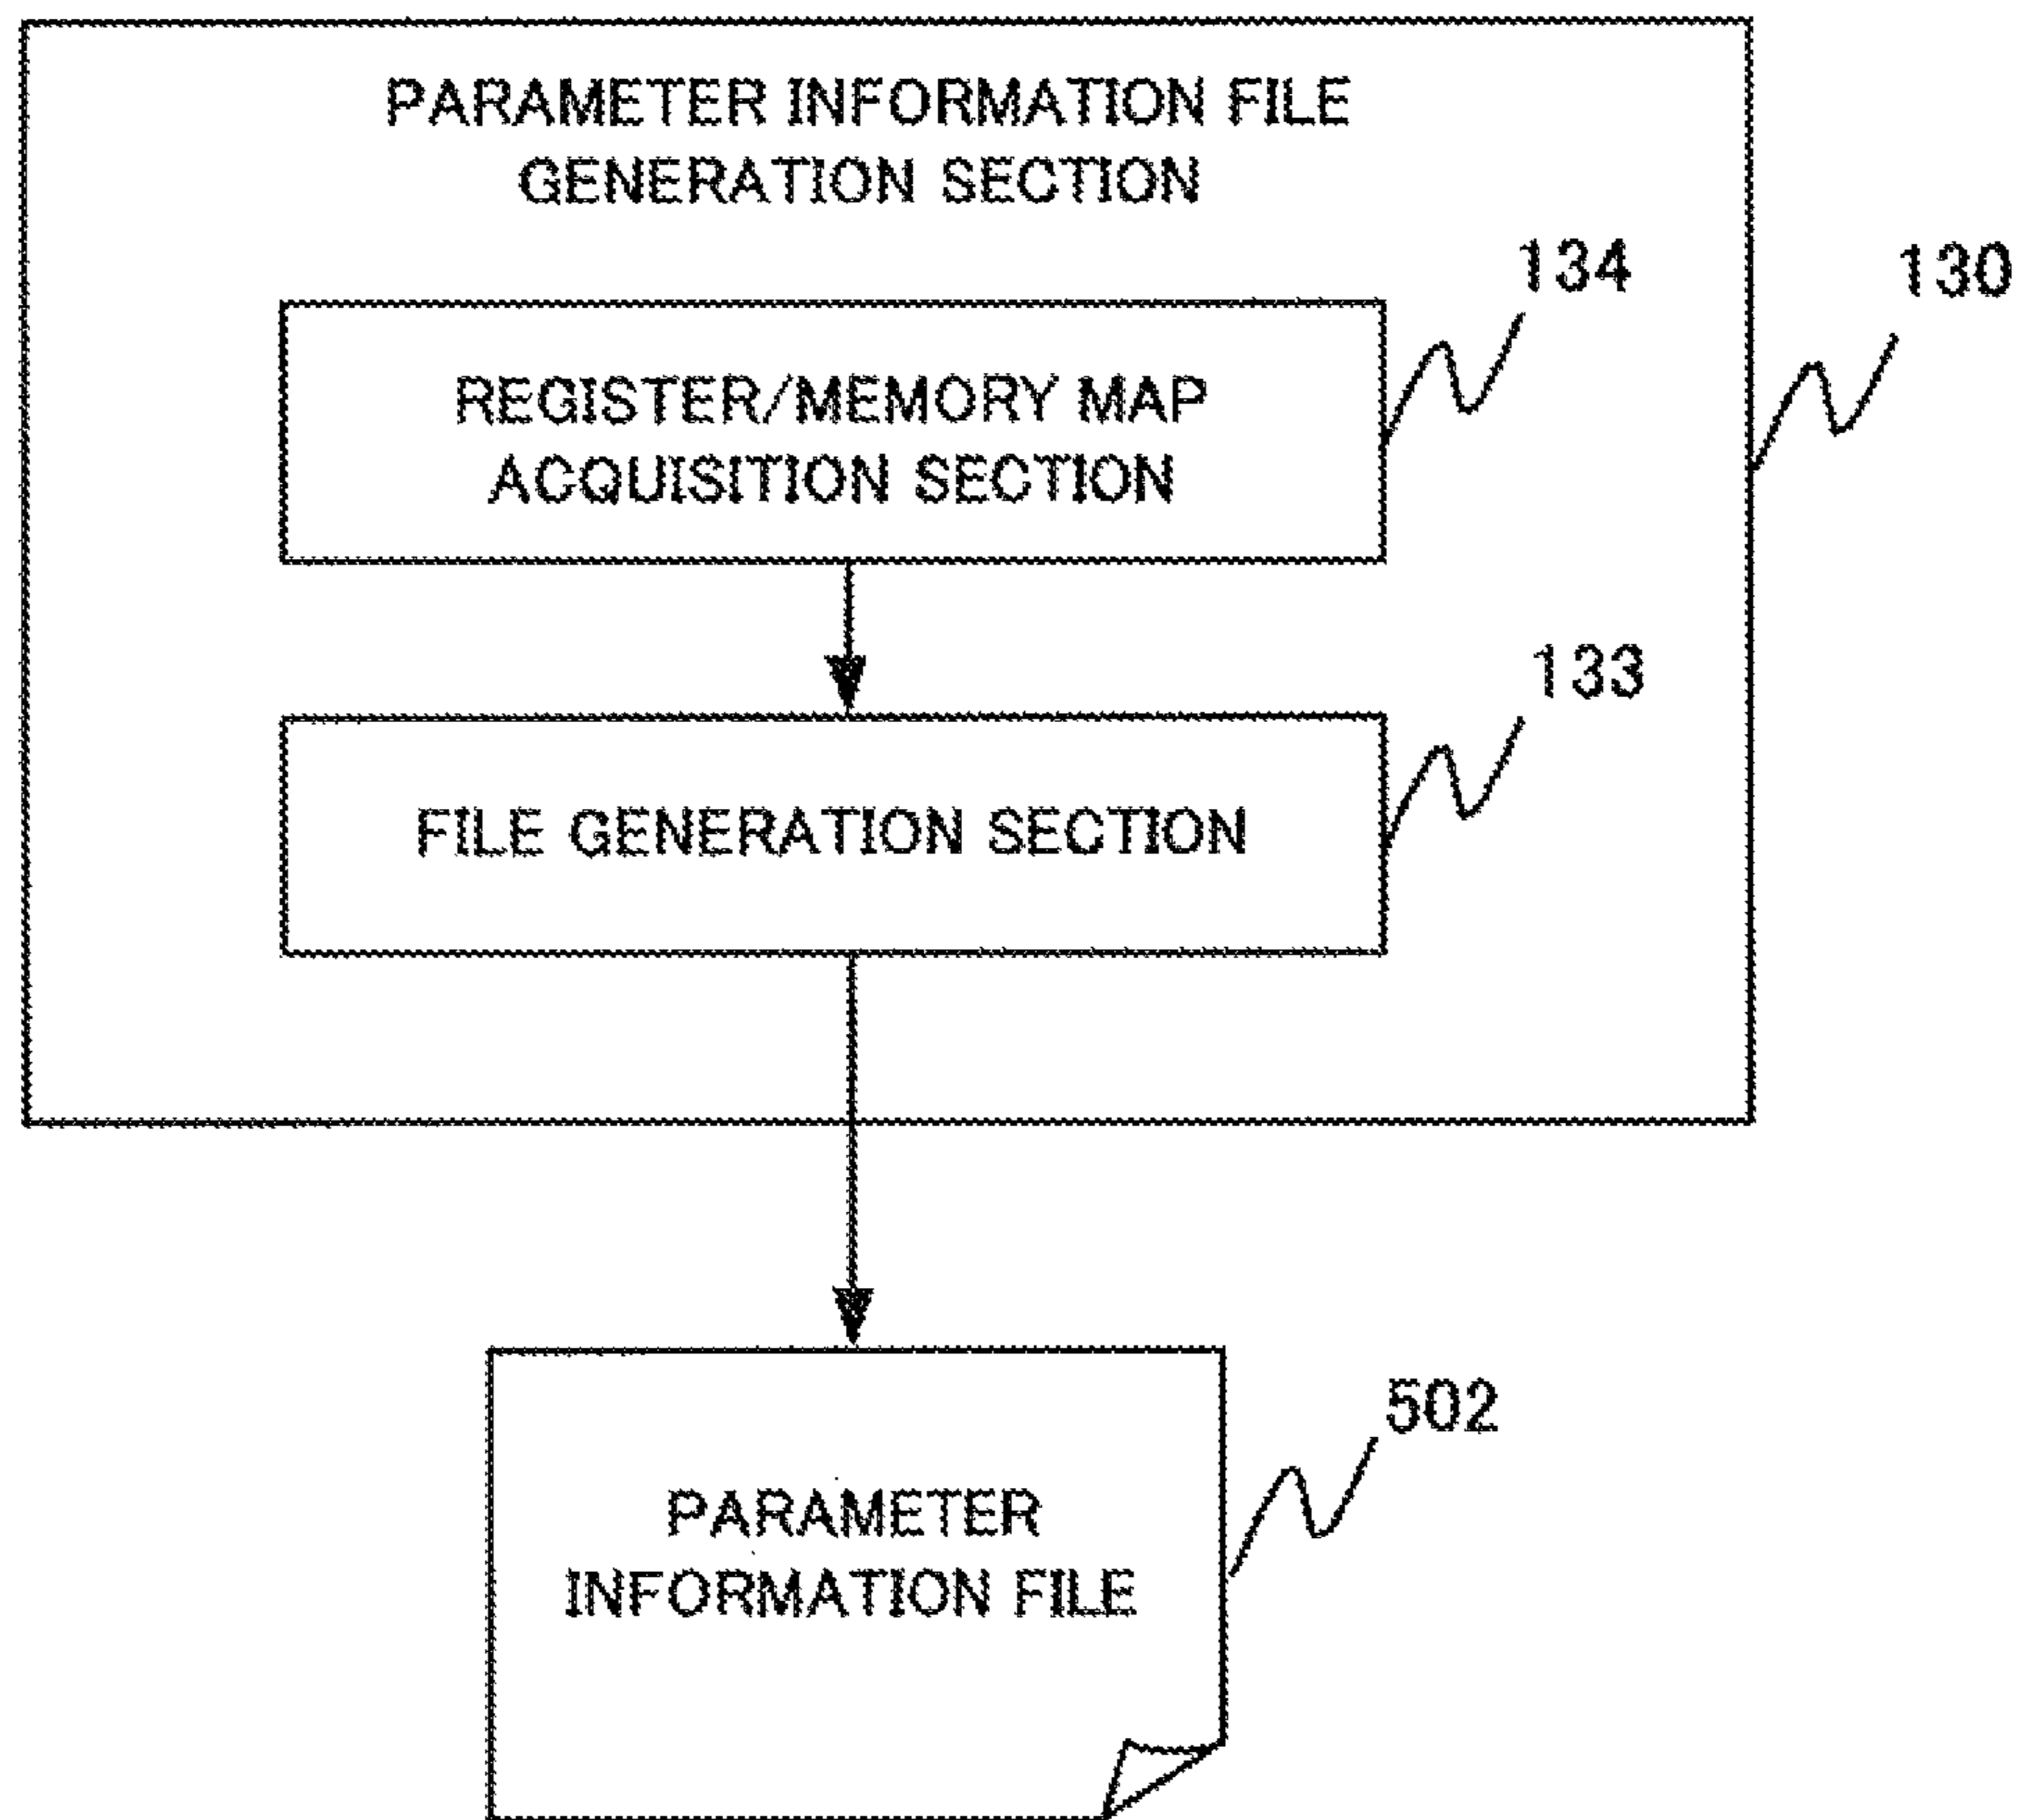 PARAMETER INFORMATION FILE
GENERATION SECTION
134
130
REGISTER/MEMORY MAP
ACQUISITION SECTION
133
FILE GENERATION SECTION
502
PARAMETER
INFORMATION FILE